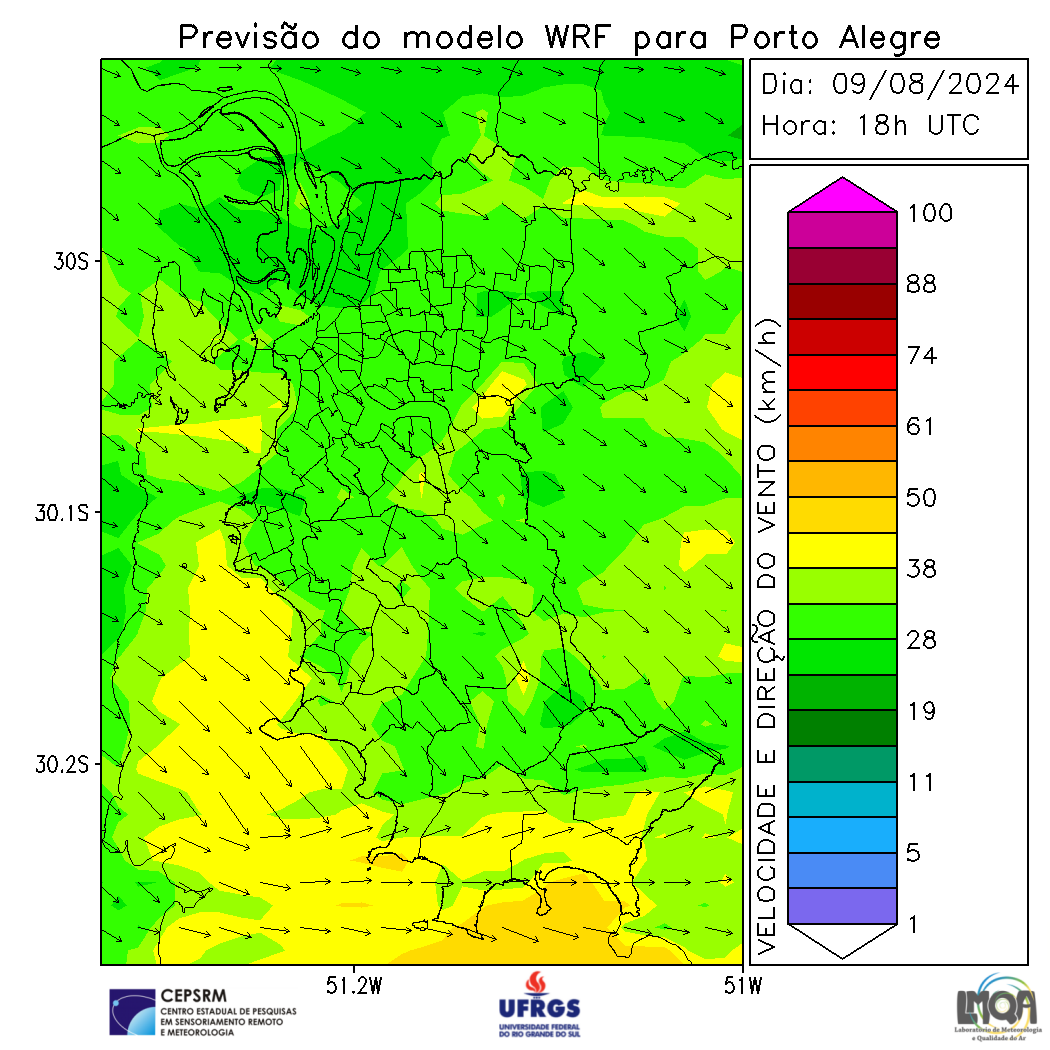 Previsão do modelo WRF para Porto Alegre
Dia: 09/08/2024
Hora: 18h UTC
30S
30.1S
30.2S
51.2W
51W
VELOCIDADE E DIREÇÃO DO VENTO (km/h)
100
88
74
61
50
38
28
19
11
5
1
CEPSRM
CENTRO ESTADUAL DE PESQUISAS
EM SENSORIAMENTO REMOTO
E METEOROLOGIA
UFRGS
UNIVERSIDADE FEDERAL
DO RIO GRANDE DO SUL
LMQA
Laboratório de Meteorologia
e Qualidade do Ar